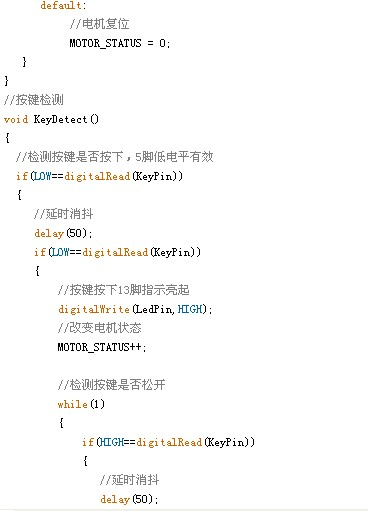 default:
//电机复位
MOTOR_STATUS = 0;
}
}
//按键检测
void KeyDetect()
{
//检测按键是否按下，5脚低电平有效
if(LOW==digitalRead(KeyPin))
{
//延时消抖
delay(50);
if(LOW==digitalRead(KeyPin))
{
//按键按下13脚指示亮起
digitalWrite(LedPin,HIGH);
//改变电机状态
MOTOR_STATUS++;
//检测按键是否松开
while(1)
{
if(HIGH==digitalRead(KeyPin))
{
//延时消抖
delay(50);